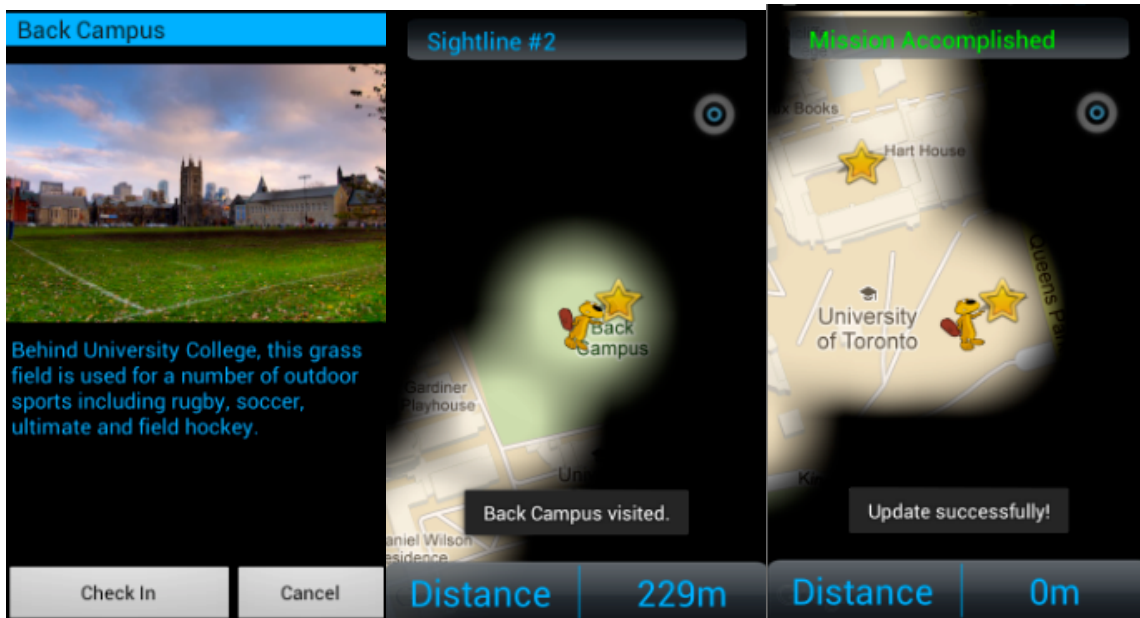 Back Campus
Behind University College, this grass
field is used for a number of outdoor
sports including rugby, soccer,
ultimate and field hockey.
Check In
Cancel
Sightline #2
Back
Campus
Gardiner
Playhouse
Back Campus visited.
Distance
229m
Mission Accomplished
Books
Hart House
Queens
University
of Toronto
Update successfully!
Distance
0m